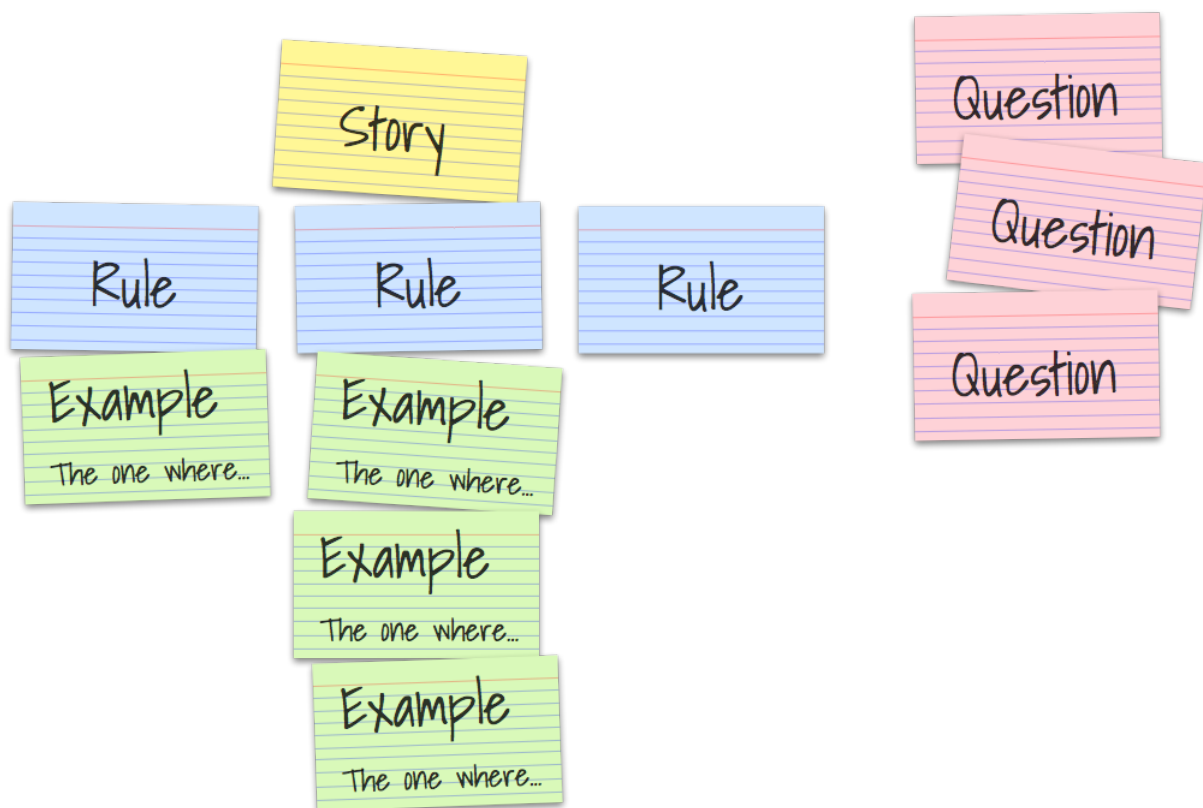 Story
Rule
Rule
Rule
Example
The one where...
Example
The one where...
Example
The one where...
Example
The one where...
Question
Question
Question